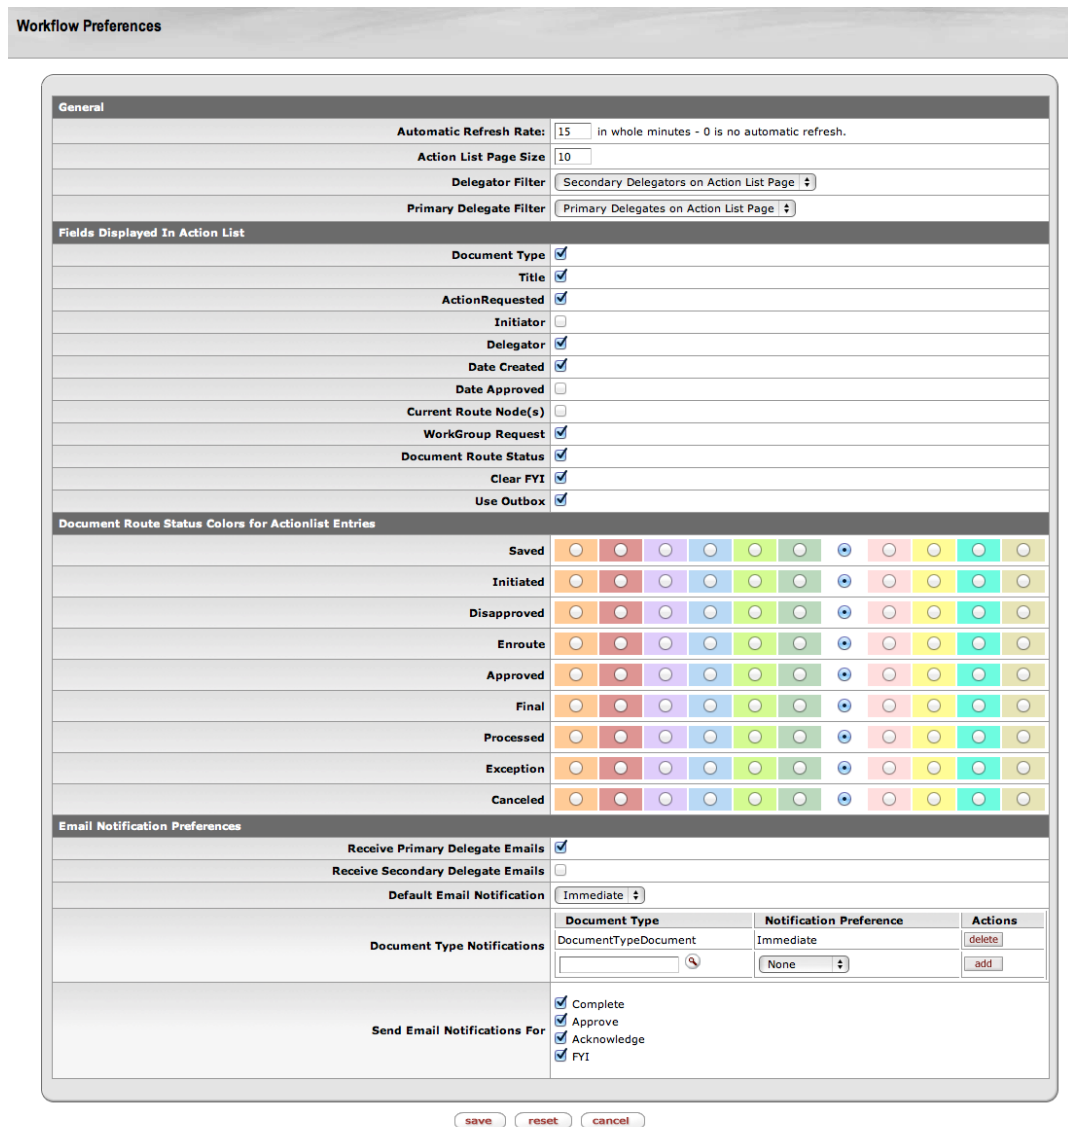 Workflow Preferences
General
Automatic Refresh Rate: 15 in whole minutes - 0 is no automatic refresh.
Action List Page Size 10
Delegator Filter Secondary Delegators on Action List Page
Primary Delegate Filter Primary Delegates on Action List Page
Fields Displayed In Action List
Document Type
Title
ActionRequested
Initiator
Delegator
Date Created
Date Approved
Current Route Node(s)
WorkGroup Request
Document Route Status
Clear FYI
Use Outbox
Document Route Status Colors for Actionlist Entries
Saved
Initiated
Disapproved
Enroute
Approved
Final
Processed
Exception
Canceled
Email Notification Preferences
Receive Primary Delegate Emails
Receive Secondary Delegate Emails
Default Email Notification Immediate
Document Type Notifications
Document Type Notification Preference Actions
DocumentTypeDocument Immediate delete
None add
Send Email Notifications For
Complete
Approve
Acknowledge
FYI
save reset cancel